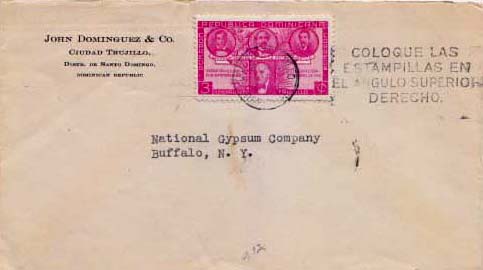 JOHN DOMINGUEZ & CO.
CIUDAD TRUJILLO,
DISTR. DE SANTO DOMINGO,
DOMINICAN REPUBLIC
REPUBLICA DOMINICANA
3 ¢
COLOQUE LAS
ESTAMPILLAS EN
EL ANGULO SUPERIOR
DERECHO.
National Gypsum Company
Buffalo, N. Y.